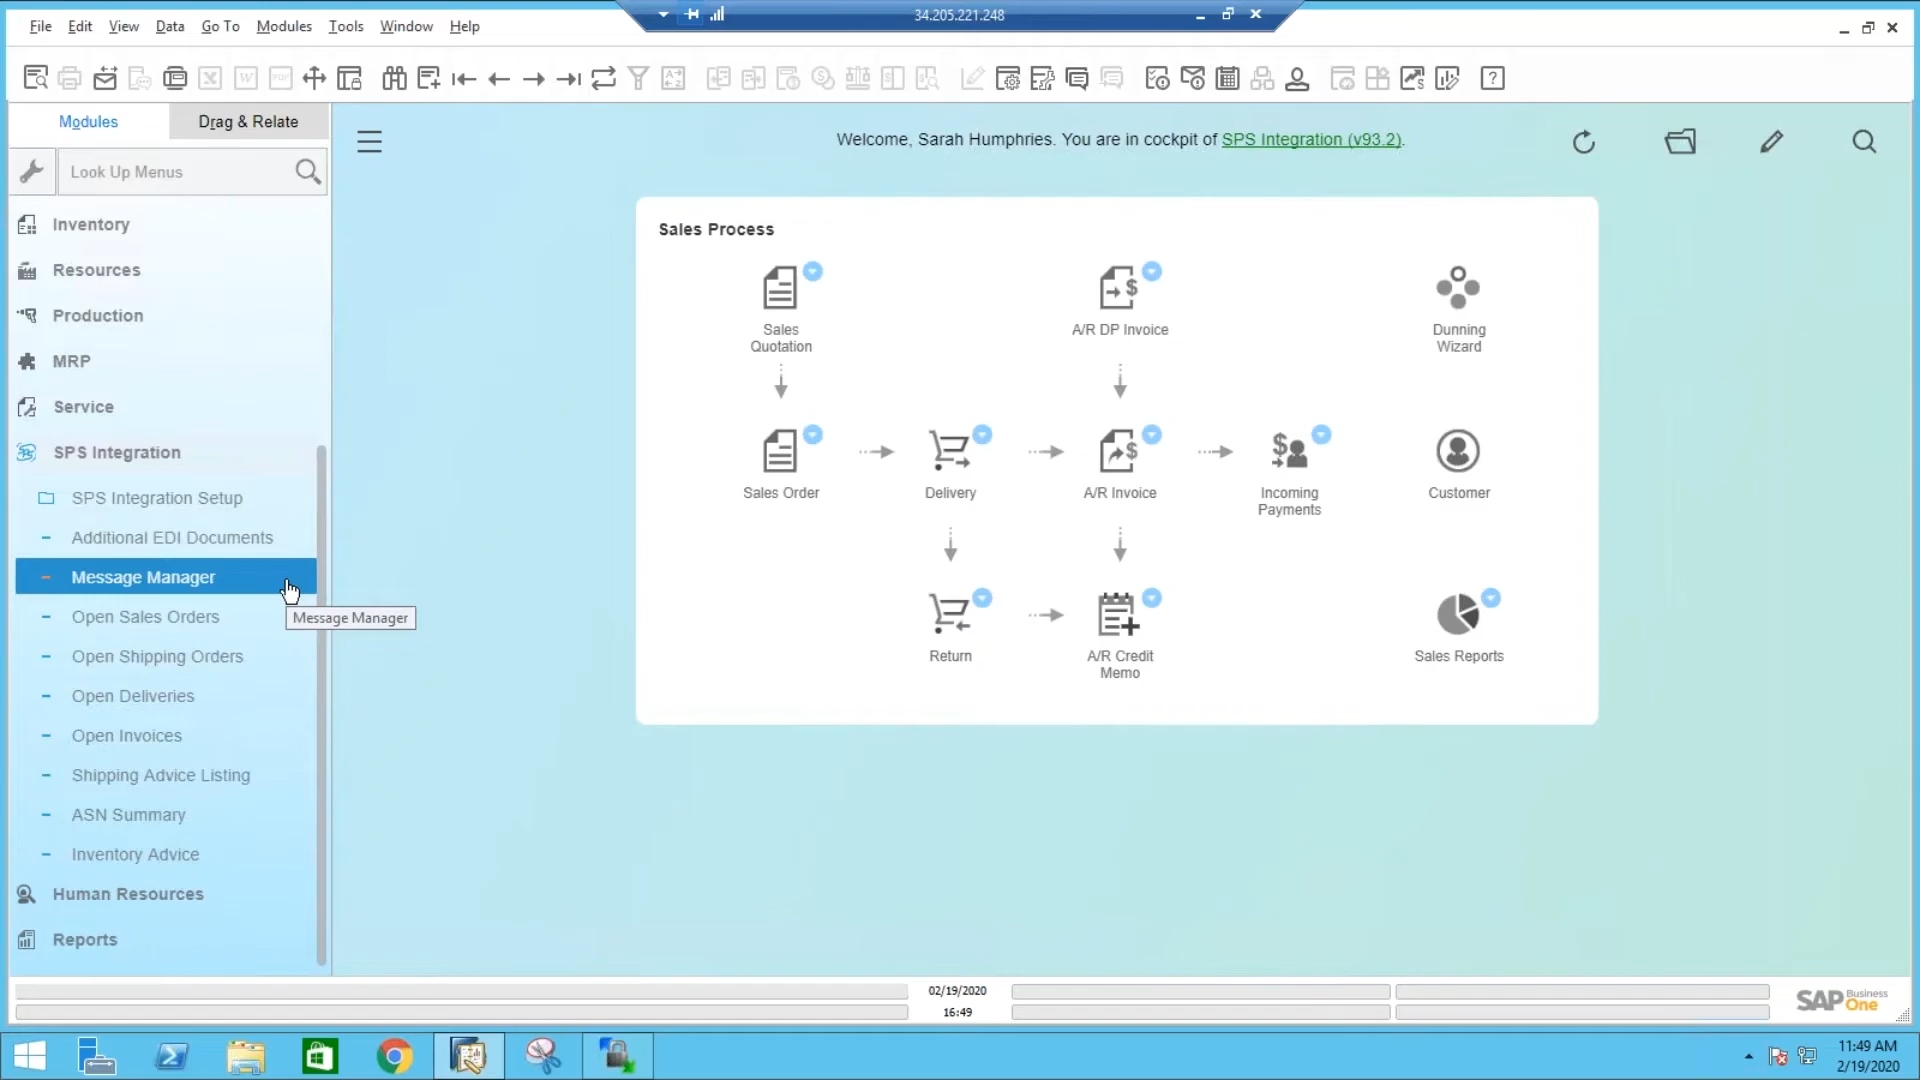 34.205.221.248
File Edit View Data Go To Modules Tools Window Help
Modules
Drag & Relate
Look Up Menus
Welcome, Sarah Humphries. You are in cockpit of SPS Integration (v93.2).
Inventory
Resources
Production
MRP
Service
SPS Integration
SPS Integration Setup
Additional EDI Documents
Message Manager
Message Manager
Open Sales Orders
Open Shipping Orders
Open Deliveries
Open Invoices
Shipping Advice Listing
ASN Summary
Inventory Advice
Human Resources
Reports
Sales Process
Sales
Quotation
A/R DP Invoice
Dunning
Wizard
Sales Order
Delivery
A/R Invoice
Incoming
Payments
Customer
Return
A/R Credit
Memo
Sales Reports
02/19/2020
16:49
SAP Business
One
11:49 AM
2/19/2020